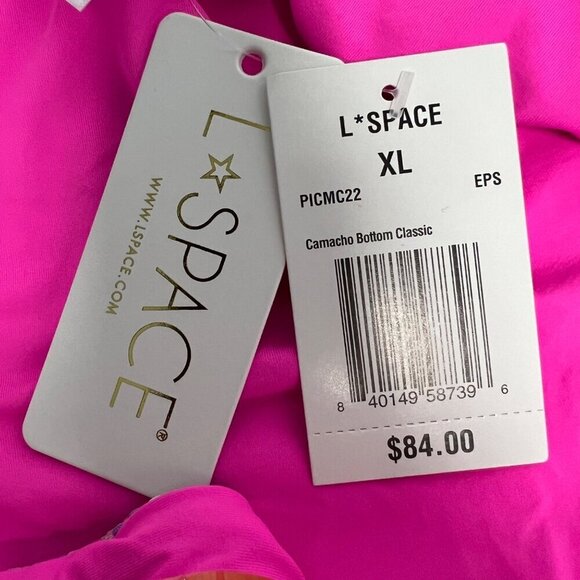 L☆SPACE®
WWW.LSPACE.COM
L*SPACE
XL
PICMC22 EPS
Camacho Bottom Classic
8 40149 58739 6
$84.00